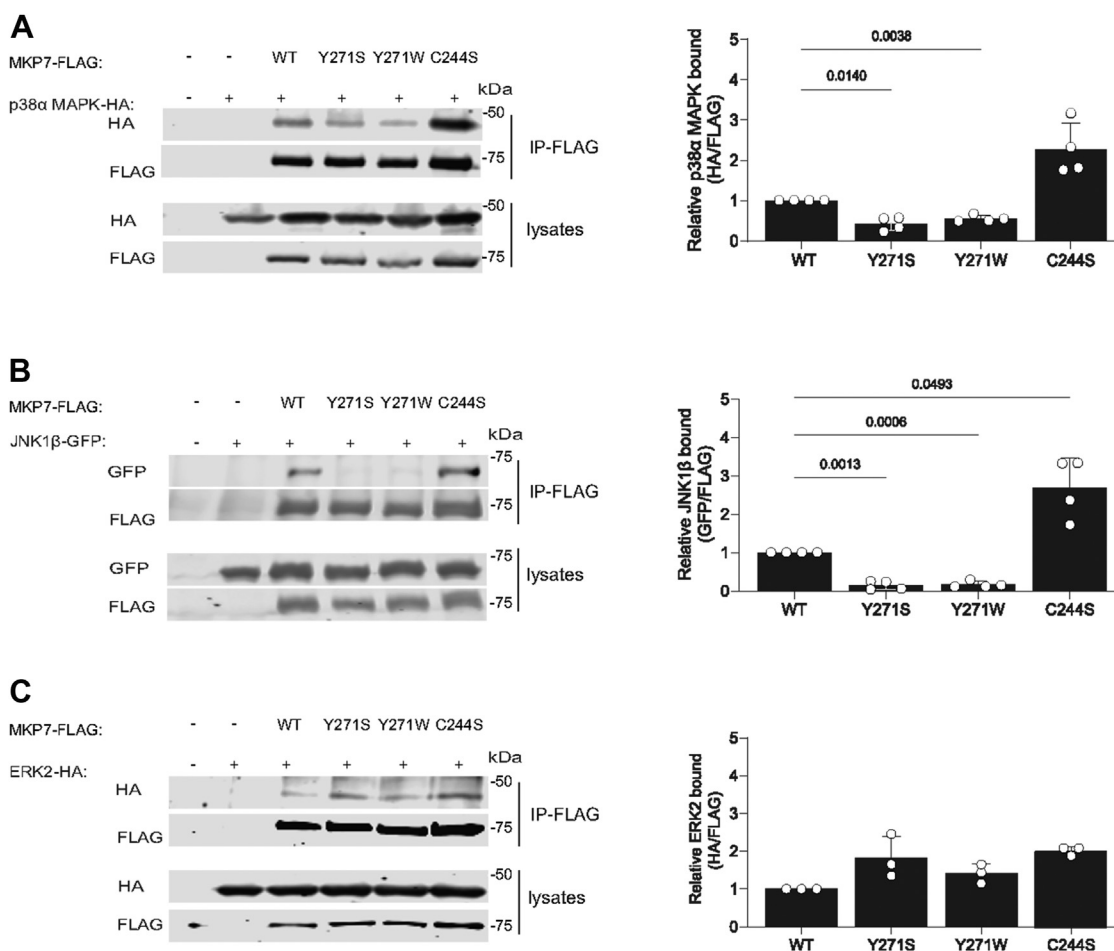 A
MKP7-FLAG: - - WT Y271S Y271W C244S
kDa
p38α MAPK-HA: - + + + + +
HA -50
IP-FLAG
FLAG -75
HA -50
lysates
FLAG -75
Relative p38α MAPK bound
(HA/FLAG)
5
4
3
2
1
0
0.0038
0.0140
WT Y271S Y271W C244S
B
MKP7-FLAG: - - WT Y271S Y271W C244S
kDa
JNK1β-GFP: - + + + + +
GFP -75
IP-FLAG
FLAG -75
GFP -75
lysates
FLAG -75
Relative JNK1β bound
(GFP/FLAG)
5
4
3
2
1
0
0.0493
0.0006
0.0013
WT Y271S Y271W C244S
C
MKP7-FLAG: - - WT Y271S Y271W C244S
kDa
ERK2-HA: - + + + + +
HA -50
IP-FLAG
FLAG -75
HA -50
lysates
FLAG -75
Relative ERK2 bound
(HA/FLAG)
5
4
3
2
1
0
WT Y271S Y271W C244S